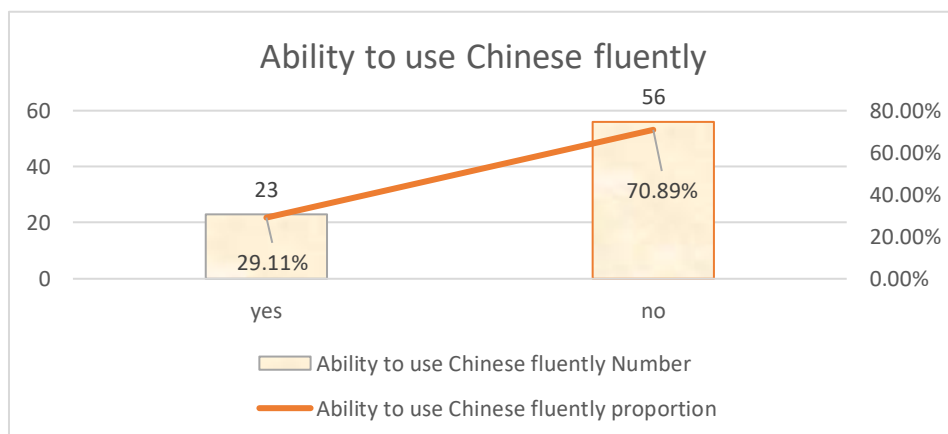 Ability to use Chinese fluently
56
60 80.00%
60.00%
40 23 70.89%
40.00%
20
29.11% 20.00%
0 0.00%
yes no
Ability to use Chinese fluently Number
Ability to use Chinese fluently proportion